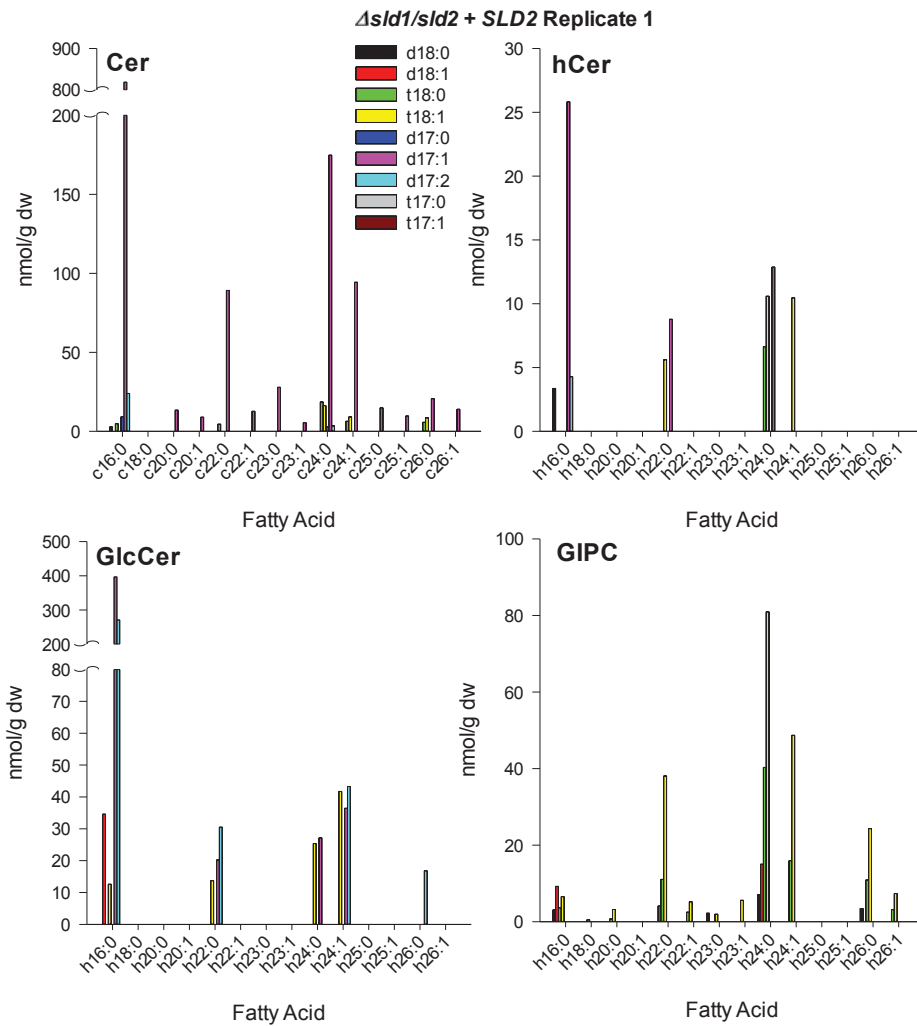 Δsld1/sld2 + SLD2 Replicate 1
Cer
900
800
200
150
100
50
0
nmol/g dw
c16:0
c18:0
c20:0
c20:1
c22:0
c22:1
c23:0
c23:1
c24:0
c24:1
c25:0
c25:1
c26:0
c26:1
Fatty Acid
d18:0
d18:1
t18:0
t18:1
d17:0
d17:1
d17:2
t17:0
t17:1
hCer
30
25
20
15
10
5
0
nmol/g dw
h16:0
h18:0
h20:0
h20:1
h22:0
h22:1
h23:0
h23:1
h24:0
h24:1
h25:0
h25:1
h26:0
h26:1
Fatty Acid
GlcCer
500
400
300
200
80
70
60
50
40
30
20
10
0
nmol/g dw
h16:0
h18:0
h20:0
h20:1
h22:0
h22:1
h23:0
h23:1
h24:0
h24:1
h25:0
h25:1
h26:0
h26:1
Fatty Acid
GIPC
100
80
60
40
20
0
nmol/g dw
h16:0
h18:0
h20:0
h20:1
h22:0
h22:1
h23:0
h23:1
h24:0
h24:1
h25:0
h25:1
h26:0
h26:1
Fatty Acid